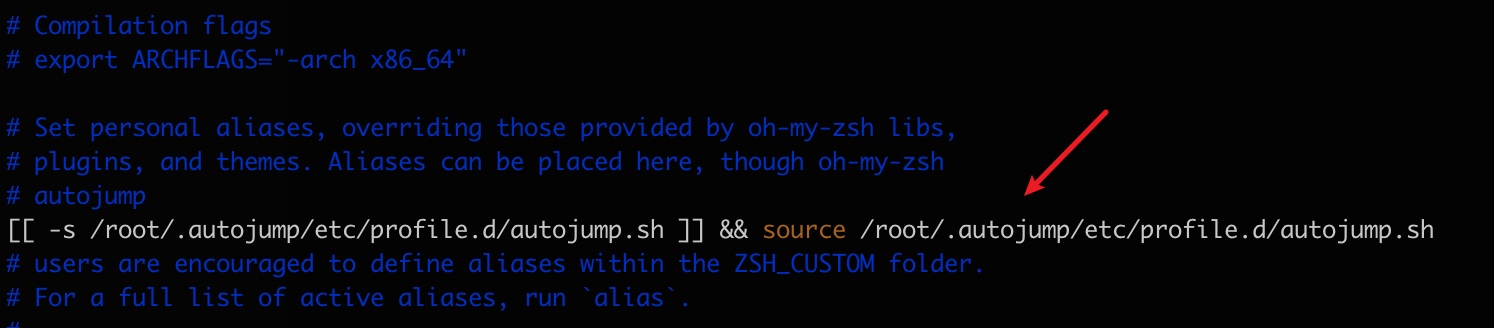 # Compilation flags
# export ARCHFLAGS="-arch x86_64"
# Set personal aliases, overriding those provided by oh-my-zsh libs,
# plugins, and themes. Aliases can be placed here, though oh-my-zsh
# autojump
[[ -s /root/.autojump/etc/profile.d/autojump.sh ]] && source /root/.autojump/etc/profile.d/autojump.sh
# users are encouraged to define aliases within the ZSH_CUSTOM folder.
# For a full list of active aliases, run `alias`.
#